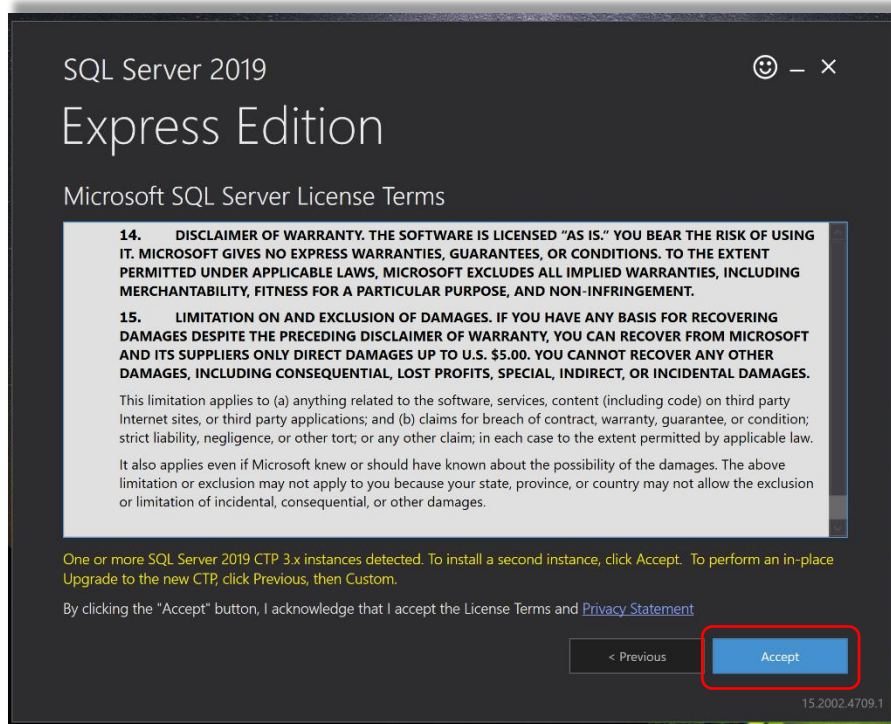 SQL Server 2019
Express Edition
Microsoft SQL Server License Terms
14. DISCLAIMER OF WARRANTY. THE SOFTWARE IS LICENSED “AS IS.” YOU BEAR THE RISK OF USING
IT. MICROSOFT GIVES NO EXPRESS WARRANTIES, GUARANTEES, OR CONDITIONS. TO THE EXTENT
PERMITTED UNDER APPLICABLE LAWS, MICROSOFT EXCLUDES ALL IMPLIED WARRANTIES, INCLUDING
MERCHANTABILITY, FITNESS FOR A PARTICULAR PURPOSE, AND NON-INFRINGEMENT.
15. LIMITATION ON AND EXCLUSION OF DAMAGES. IF YOU HAVE ANY BASIS FOR RECOVERING
DAMAGES DESPITE THE PRECEDING DISCLAIMER OF WARRANTY, YOU CAN RECOVER FROM MICROSOFT
AND ITS SUPPLIERS ONLY DIRECT DAMAGES UP TO U.S. $5.00. YOU CANNOT RECOVER ANY OTHER
DAMAGES, INCLUDING CONSEQUENTIAL, LOST PROFITS, SPECIAL, INDIRECT, OR INCIDENTAL DAMAGES.
This limitation applies to (a) anything related to the software, services, content (including code) on third party
Internet sites, or third party applications; and (b) claims for breach of contract, warranty, guarantee, or condition;
strict liability, negligence, or other tort; or any other claim; in each case to the extent permitted by applicable law.
It also applies even if Microsoft knew or should have known about the possibility of the damages. The above
limitation or exclusion may not apply to you because your state, province, or country may not allow the exclusion
or limitation of incidental, consequential, or other damages.
One or more SQL Server 2019 CTP 3.x instances detected. To install a second instance, click Accept. To perform an in-place
Upgrade to the new CTP, click Previous, then Custom.
By clicking the "Accept" button, I acknowledge that I accept the License Terms and Privacy Statement
< Previous
Accept
15.2002.4709.1